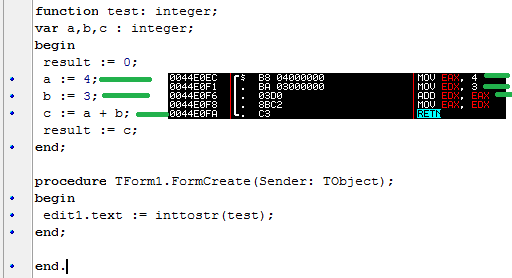 function test: integer;
var a,b,c : integer;
begin
result := 0;
a := 4;
b := 3;
c := a + b;
result := c;
end;
0044E0EC $ B8 04000000 MOV EAX, 4
0044E0F1 . BA 03000000 MOV EDX, 3
0044E0F6 . 03D0 ADD EDX, EAX
0044E0F8 . 8BC2 MOV EAX, EDX
0044E0FA . C3 RETN
procedure TForm1.FormCreate(Sender: TObject);
begin
edit1.text := inttostr(test);
end;
end.